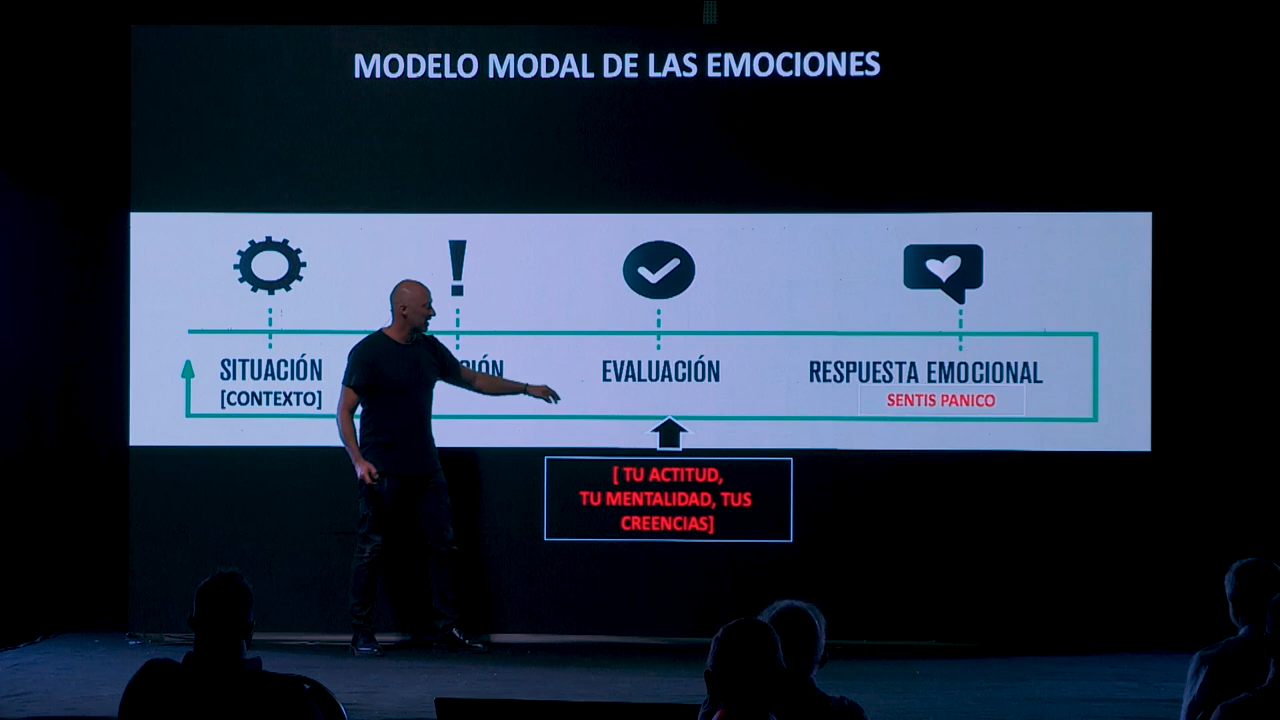 MODELO MODAL DE LAS EMOCIONES
SITUACIÓN
[CONTEXTO]
EVALUACIÓN
RESPUESTA EMOCIONAL
SENTIS PANICO
[ TU ACTITUD,
TU MENTALIDAD, TUS
CREENCIAS]